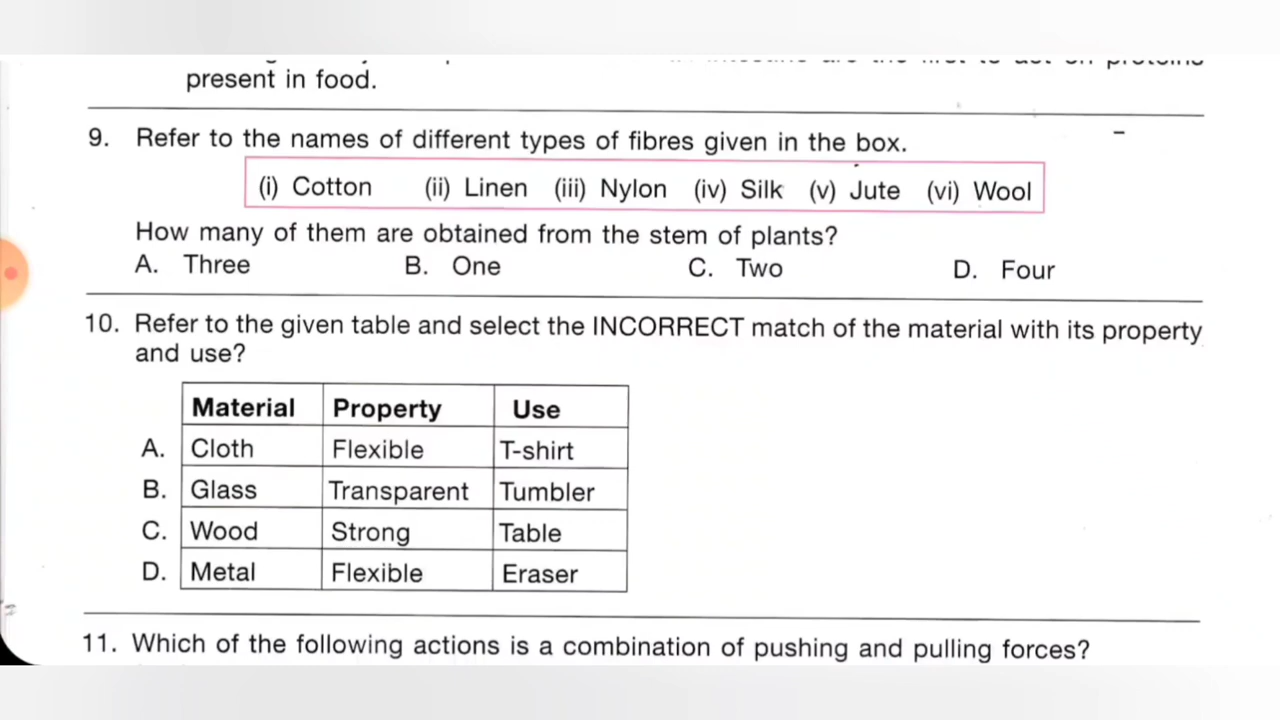 present in food.
9. Refer to the names of different types of fibres given in the box.
(i) Cotton (ii) Linen (iii) Nylon (iv) Silk (v) Jute (vi) Wool
How many of them are obtained from the stem of plants?
A. Three B. One C. Two D. Four
10. Refer to the given table and select the INCORRECT match of the material with its property
and use?
Material Property Use
A. Cloth Flexible T-shirt
B. Glass Transparent Tumbler
C. Wood Strong Table
D. Metal Flexible Eraser
11. Which of the following actions is a combination of pushing and pulling forces?